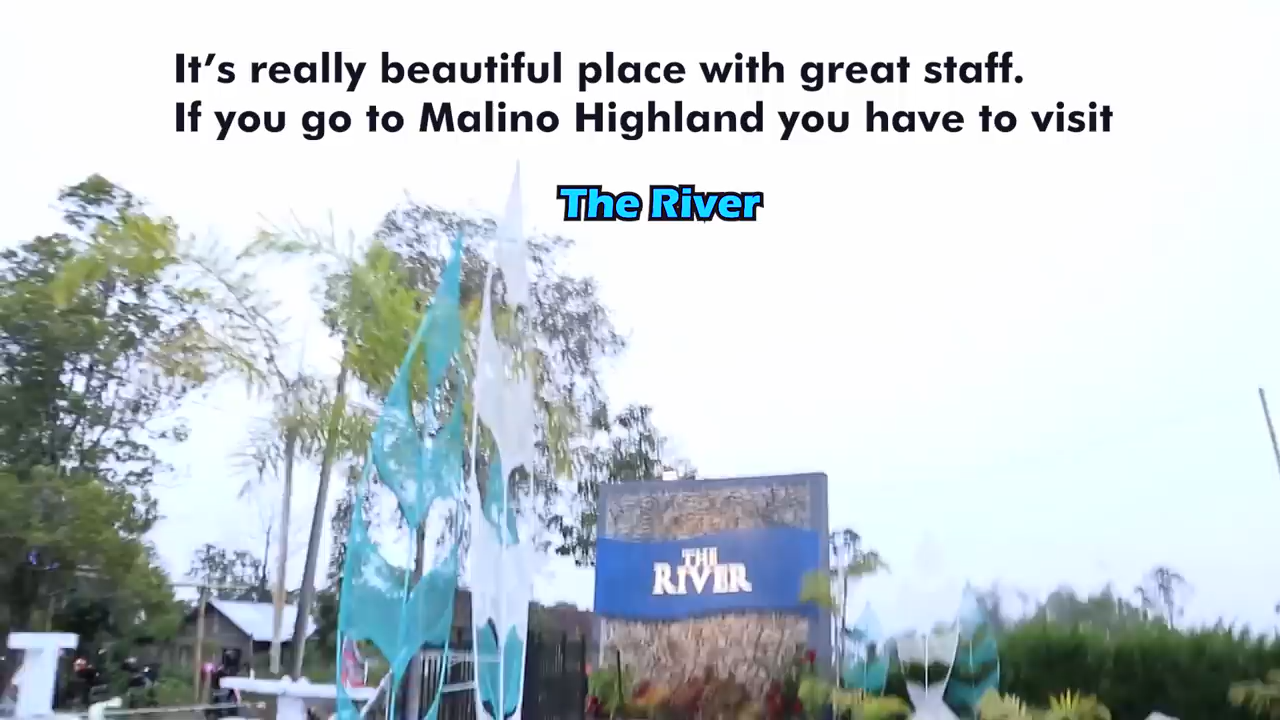 It’s really beautiful place with great staff.
If you go to Malino Highland you have to visit
The River
THE
RIVER